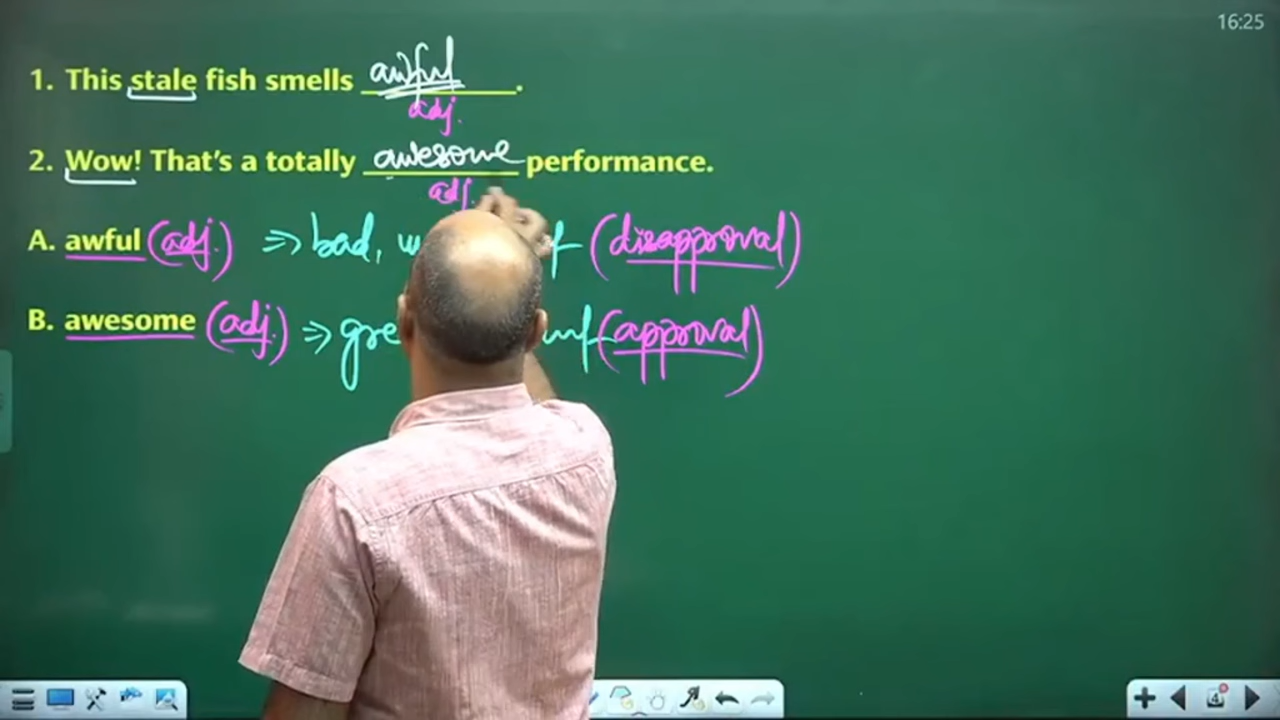 16:25
1. This stale fish smells awful.
adj.
2. Wow! That's a totally awesome performance.
adj.
A. awful (adj.) ⇒ bad, (disapproval)
B. awesome (adj.) ⇒ (approval)
4